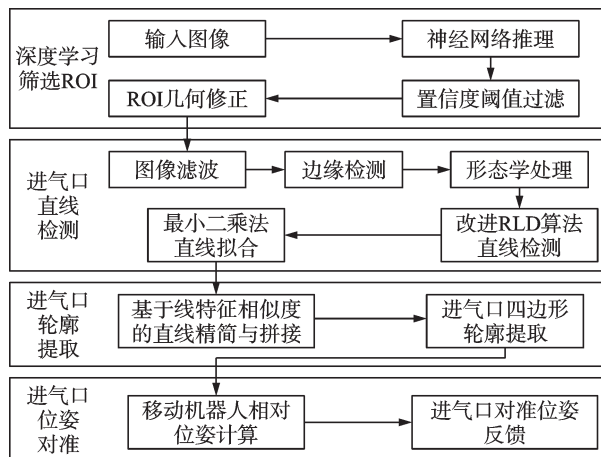 深度学习
筛选ROI
输入图像
神经网络推理
置信度阈值过滤
ROI几何修正
进气口
直线
检测
图像滤波
边缘检测
形态学处理
改进RLD算法
直线检测
最小二乘法
直线拟合
进气口
轮廓
提取
基于线特征相似度
的直线精简与拼接
进气口四边形
轮廓提取
进气口
位姿
对准
移动机器人相对
位姿计算
进气口对准位姿
反馈